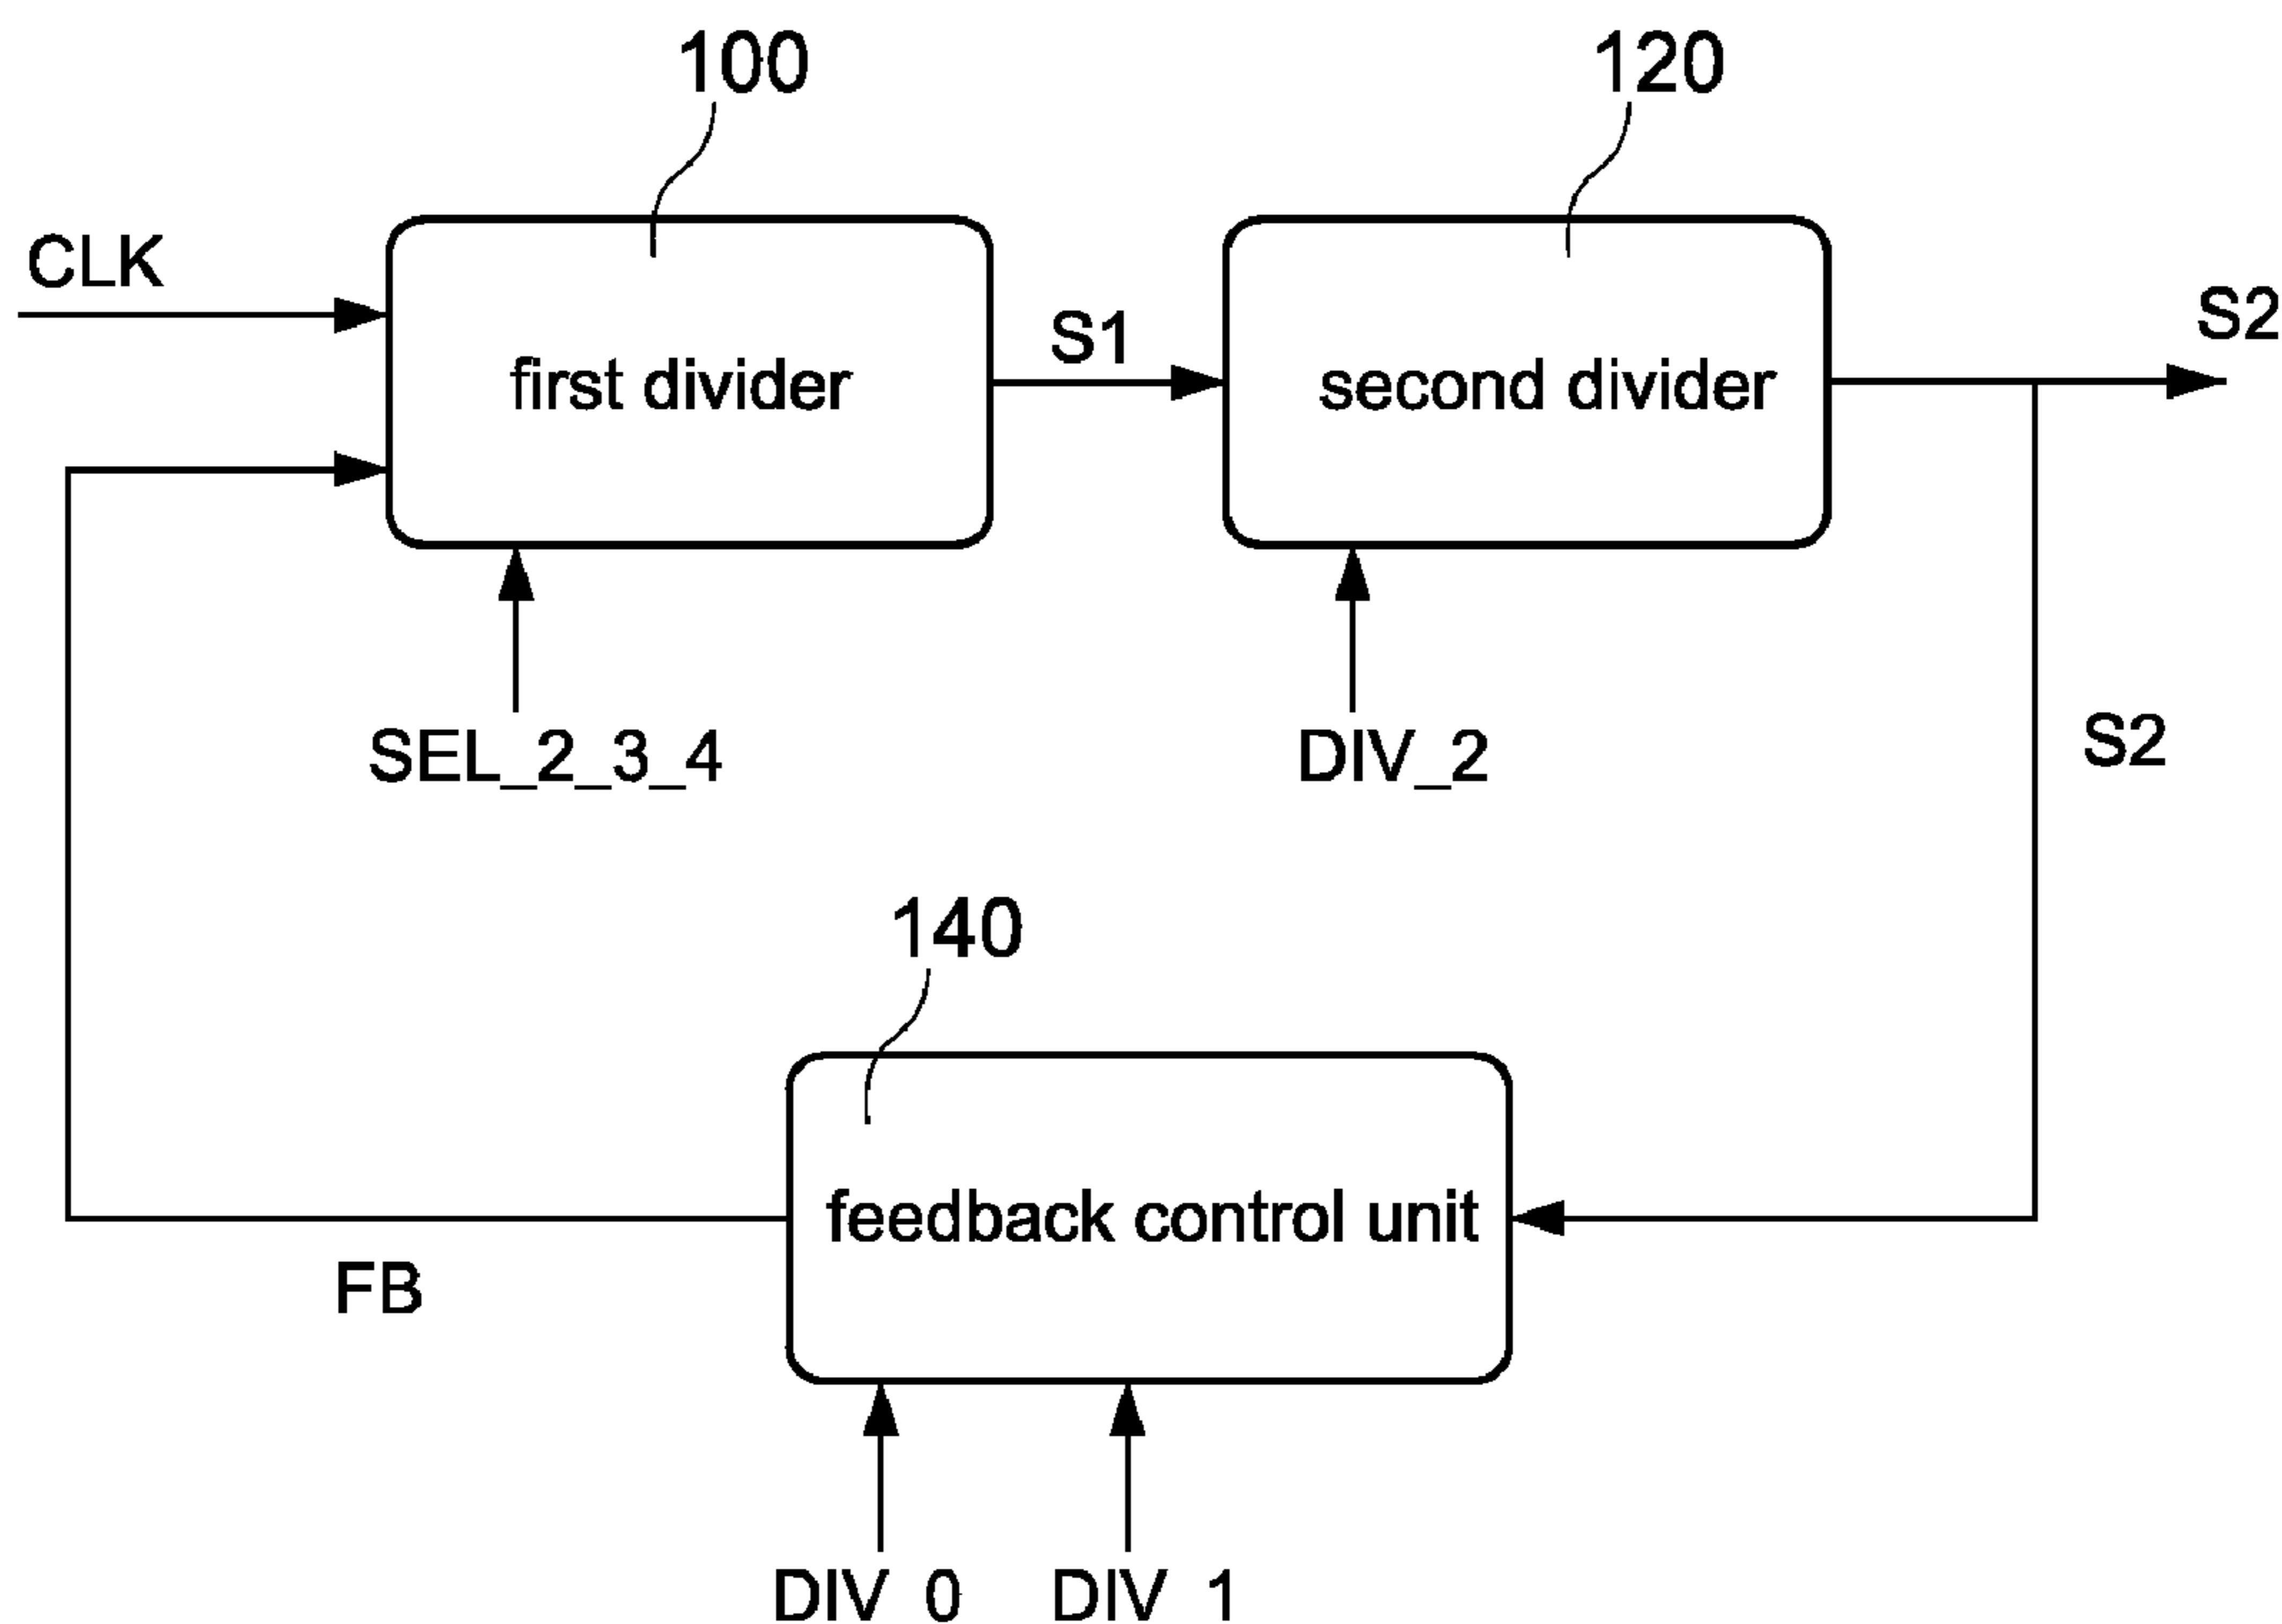 100
120
CLK
S1
S2
first divider
second divider
SEL_2_3_4
DIV_2
S2
140
feedback control unit
FB
DIV_0
DIV_1